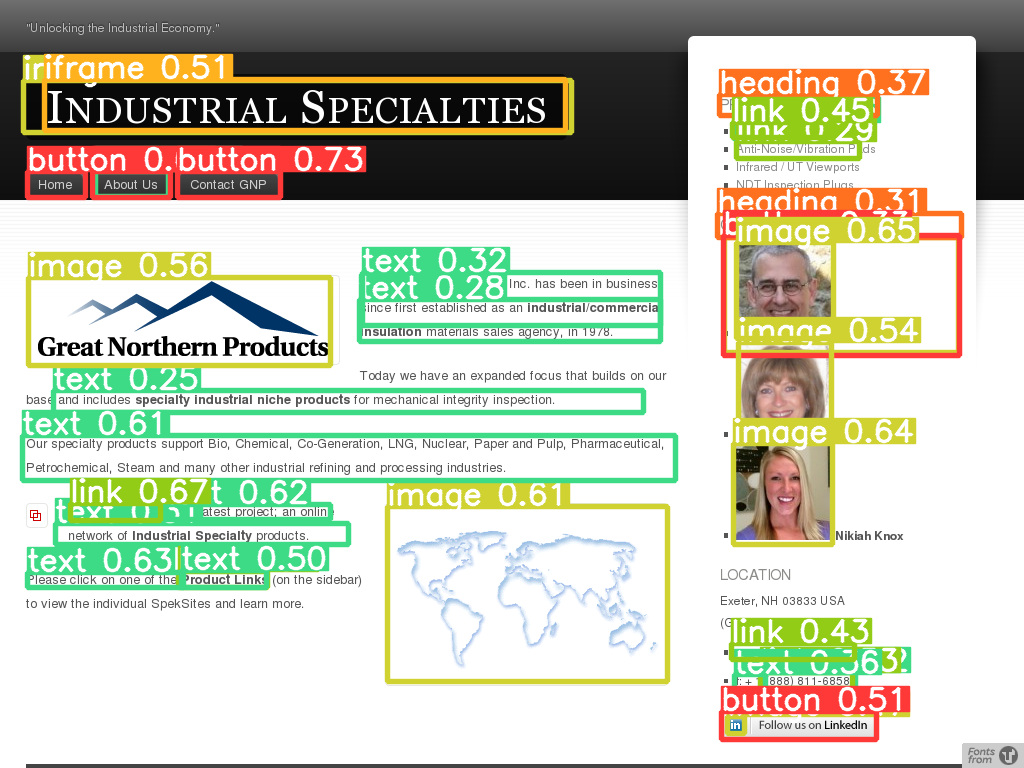 "Unlocking the Industrial Economy."
iriframe 0.51
INDUSTRIAL SPECIALTIES
button 0. button 0.73
Home About Us Contact GNP
heading 0.37
link 0.45
link 0.29
Anti-Noise/Vibration Pads
Infrared / UT Viewports
NDT Inspection Plugs
heading 0.31
image 0.65
image 0.54
image 0.64
Nikiah Knox
image 0.56
Great Northern Products
text 0.32
text 0.28 Inc. has been in business
since first established as an industrial/commercial
insulation materials sales agency, in 1978.
text 0.25 Today we have an expanded focus that builds on our
base and includes specialty industrial niche products for mechanical integrity inspection.
text 0.61
Our specialty products support Bio, Chemical, Co-Generation, LNG, Nuclear, Paper and Pulp, Pharmaceutical,
Petrochemical, Steam and many other industrial refining and processing industries.
link 0.67 t 0.62
text 0.51 latest project; an online
network of Industrial Specialty products.
text 0.63 text 0.50
Please click on one of the Product Links (on the sidebar)
to view the individual SpekSites and learn more.
image 0.61
LOCATION
Exeter, NH 03833 USA
link 0.43
text 0.36
f: + (888) 811-6858
button 0.51
in Follow us on LinkedIn
Fonts
from